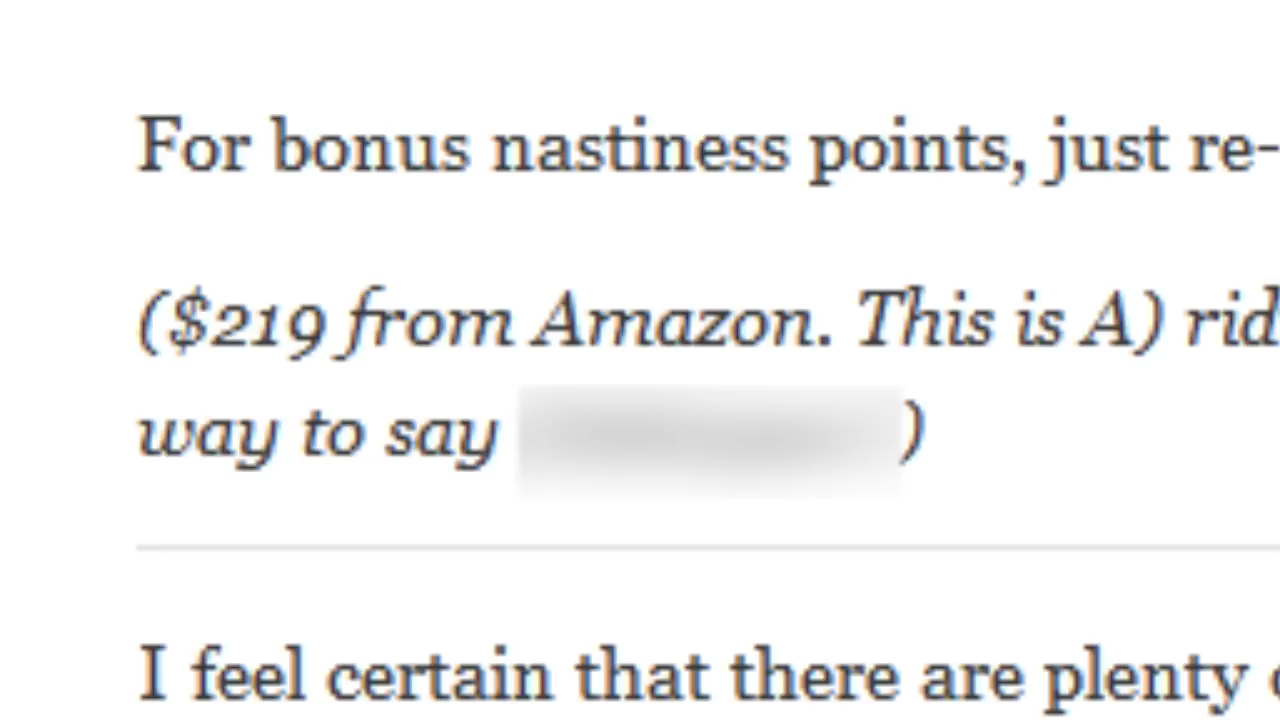 For bonus nastiness points, just re-
($219 from Amazon. This is A) rid
way to say )
I feel certain that there are plenty